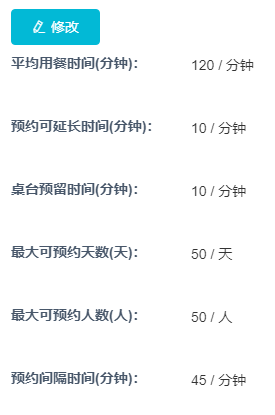 修改
平均用餐时间(分钟): 120 / 分钟
预约可延长时间(分钟): 10 / 分钟
桌台预留时间(分钟): 10 / 分钟
最大可预约天数(天): 50 / 天
最大可预约人数(人): 50 / 人
预约间隔时间(分钟): 45 / 分钟